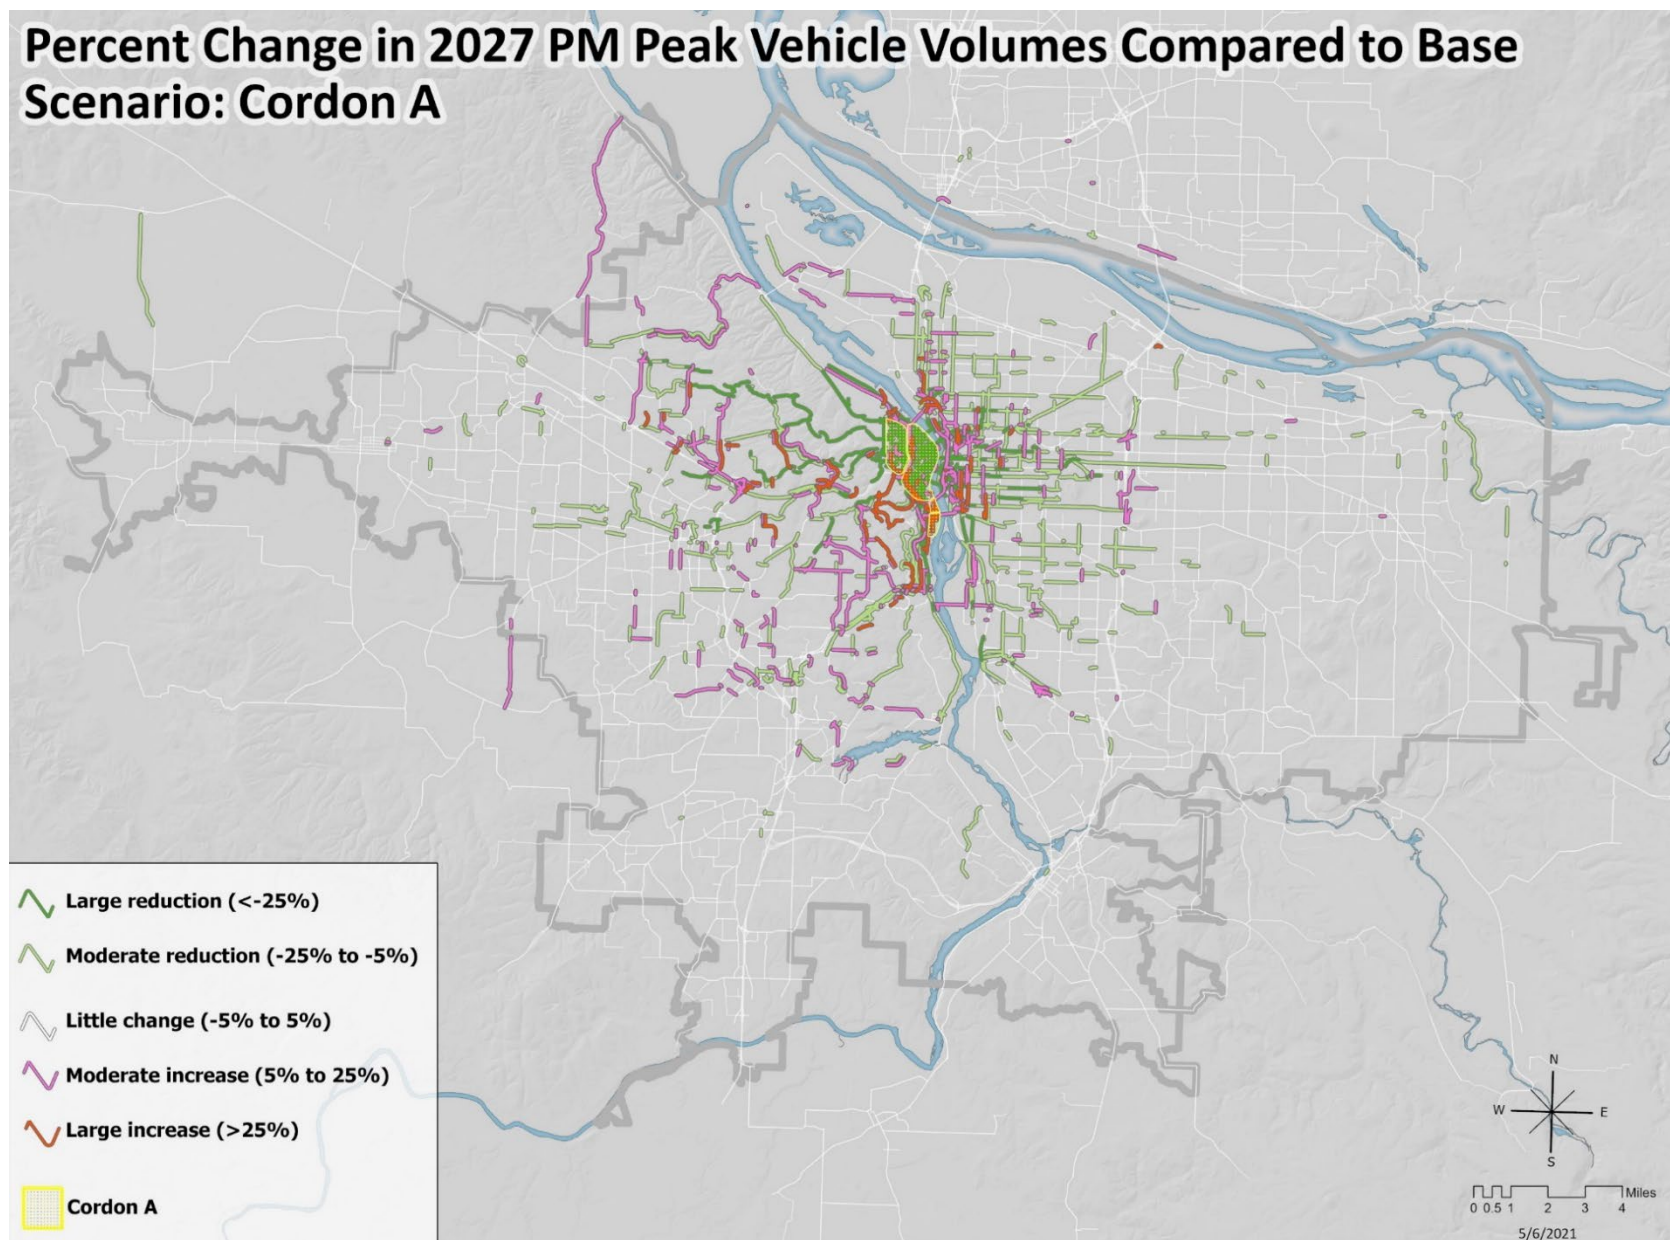 Percent Change in 2027 PM Peak Vehicle Volumes Compared to Base
Scenario: Cordon A
Large reduction (<-25%)
Moderate reduction (-25% to -5%)
Little change (-5% to 5%)
Moderate increase (5% to 25%)
Large increase (>25%)
Cordon A
N
W E
S
Miles
0 0.5 1 2 3 4
5/6/2021